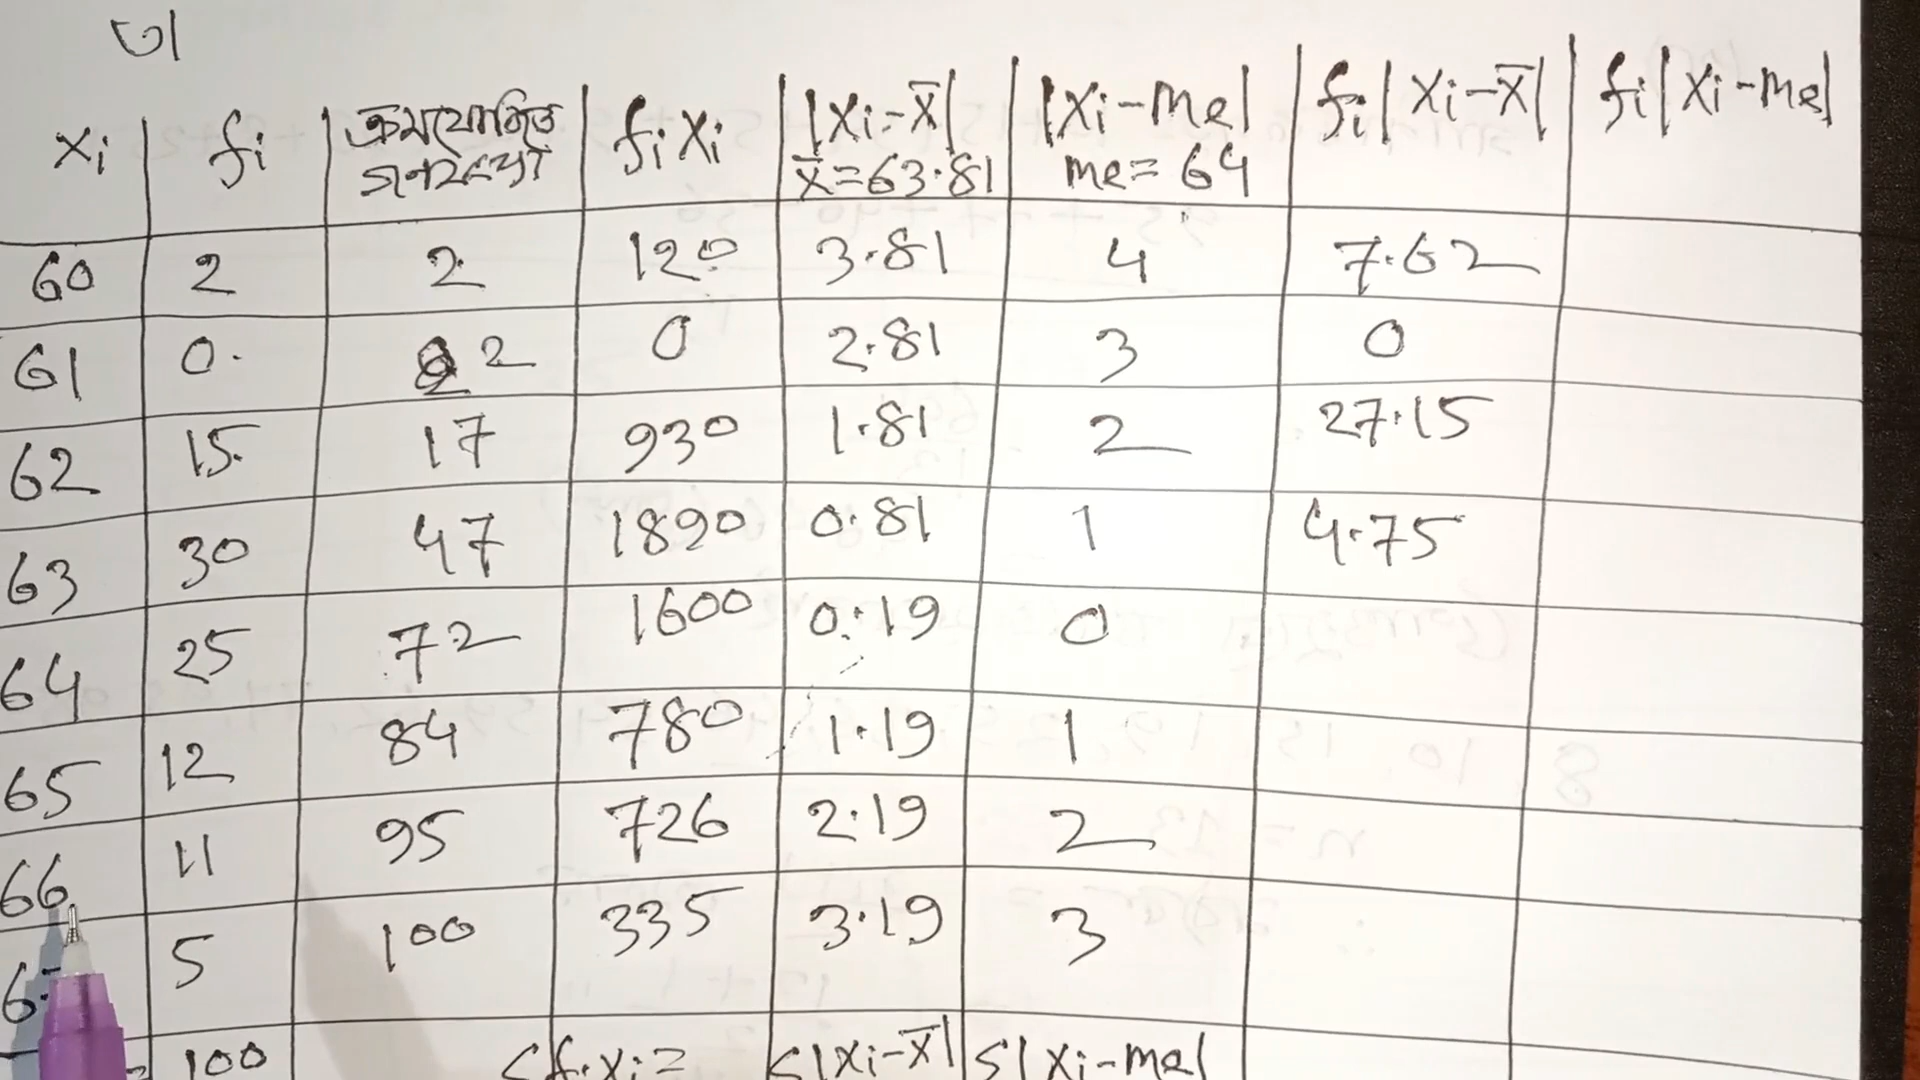 ৩।
xi fi ক্রমযোজিত গণসংখ্যা fixi |xi-x̄| x̄=63.81 |xi-me| me=64 fi|xi-x̄| fi|xi-me|
60 2 2 120 3.81 4 7.62
61 0. 2 0 2.81 3 0
62 15. 17 930 1.81 2 27.15
63 30 47 1890 0.81 1 4.75
64 25 72 1600 0.19 0
65 12 84 780 1.19 1
66 11 95 726 2.19 2
5 100 335 3.19 3
100 Σfixi= Σ|xi-x̄| Σ|xi-me|